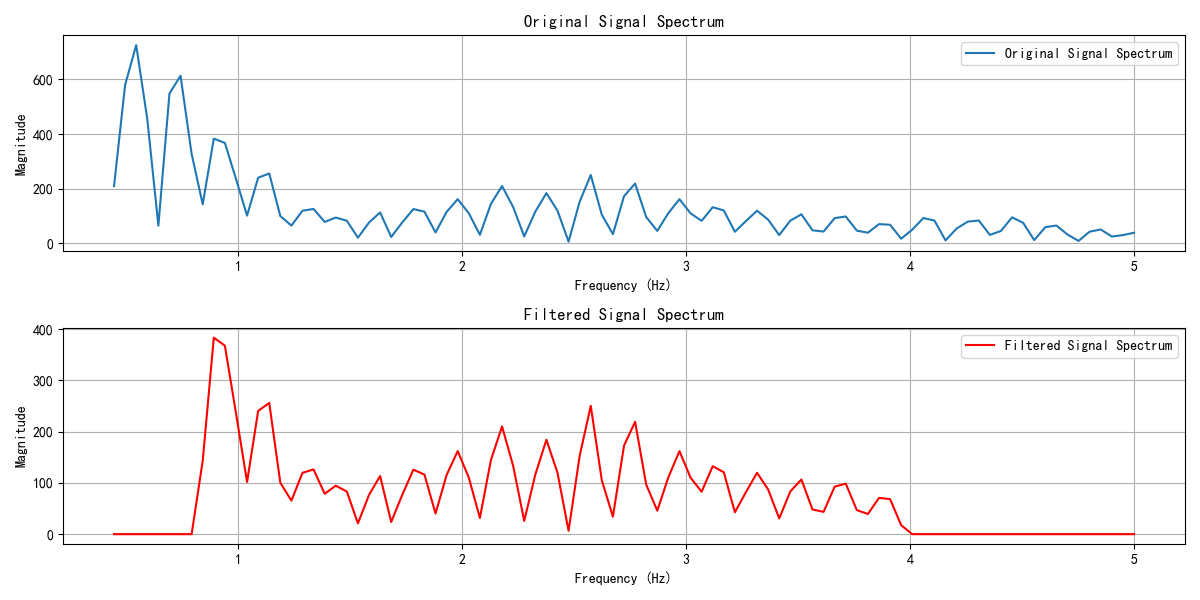 Original Signal Spectrum
Original Signal Spectrum
Magnitude
600
400
200
0
1 2 3 4 5
Frequency (Hz)
Filtered Signal Spectrum
Filtered Signal Spectrum
Magnitude
400
300
200
100
0
1 2 3 4 5
Frequency (Hz)